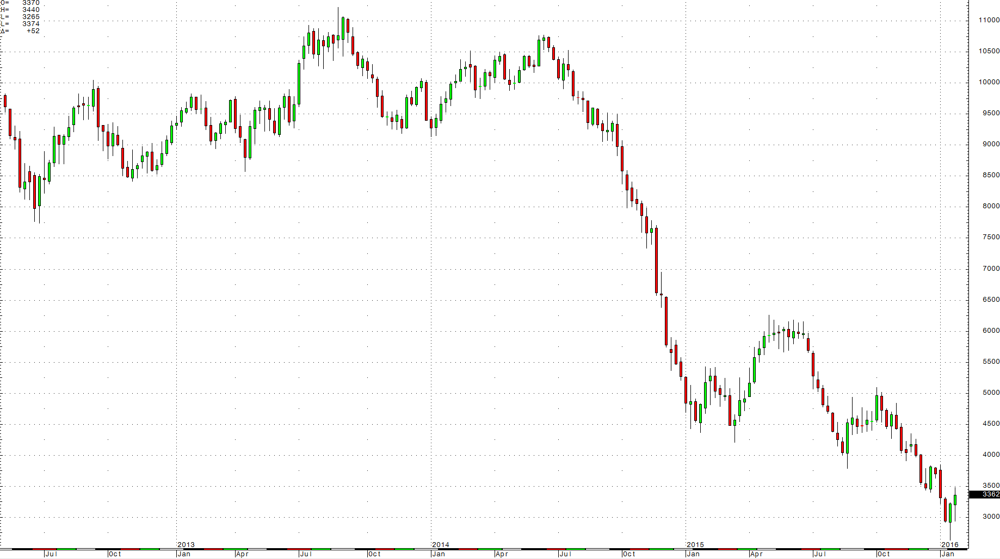 O= 3370
H= 3440
L= 3265
L= 3374
Δ= +52
11000
10500
10000
9500
9000
8500
8000
7500
7000
6500
6000
5500
5000
4500
4000
3500
3362
3000
2013 2014 2015 2016
Jul Oct Jan Apr Jul Oct Jan Apr Jul Oct Jan Apr Jul Oct Jan